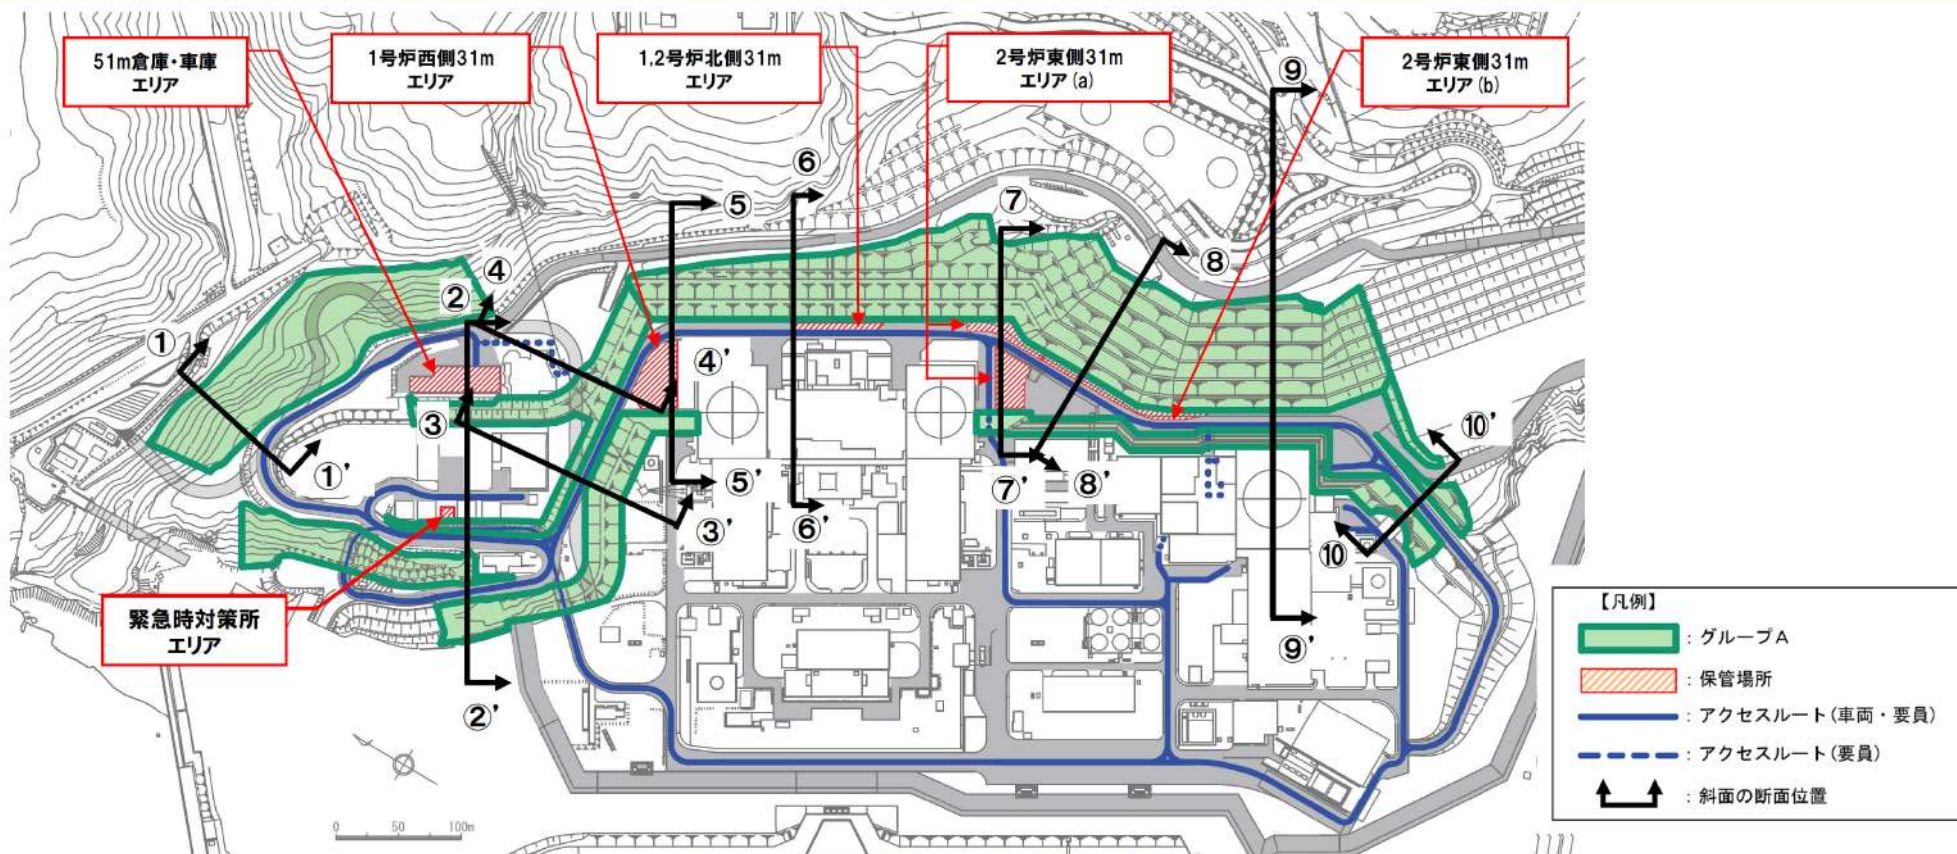 51m倉庫・車庫
エリア
1号炉西側31m
エリア
1,2号炉北側31m
エリア
2号炉東側31m
エリア(a)
2号炉東側31m
エリア(b)
⑨
⑥
⑤
⑦
⑧
④
②
①
④'
③
⑩'
①'
⑤'
⑦'
⑧'
⑥'
③'
⑩
緊急時対策所
エリア
⑨'
②'
0 50 100m
【凡例】
：グループA
：保管場所
：アクセスルート(車両・要員)
：アクセスルート(要員)
：斜面の断面位置